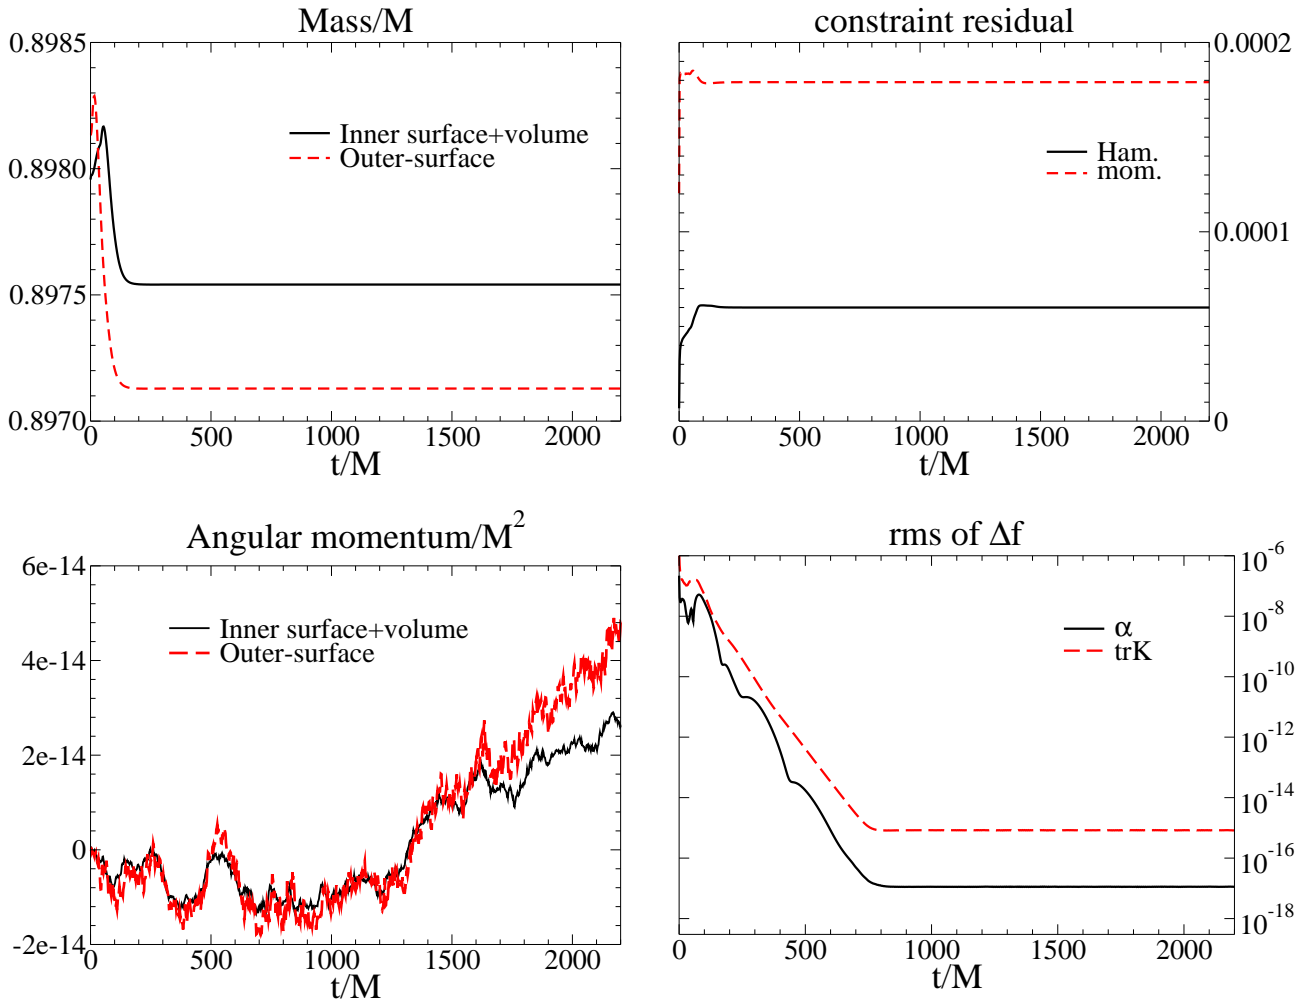 Mass/M
0.8985
0.8980
0.8975
0.8970
Inner surface+volume
Outer-surface
0 500 1000 1500 2000
t/M
constraint residual
0.0002
0.0001
0
Ham.
mom.
0 500 1000 1500 2000
t/M
Angular momentum/M²
6e-14
4e-14
2e-14
0
-2e-14
Inner surface+volume
Outer-surface
0 500 1000 1500 2000
t/M
rms of Δf
10⁻⁶
10⁻⁸
10⁻¹⁰
10⁻¹²
10⁻¹⁴
10⁻¹⁶
10⁻¹⁸
α
trK
0 500 1000 1500 2000
t/M